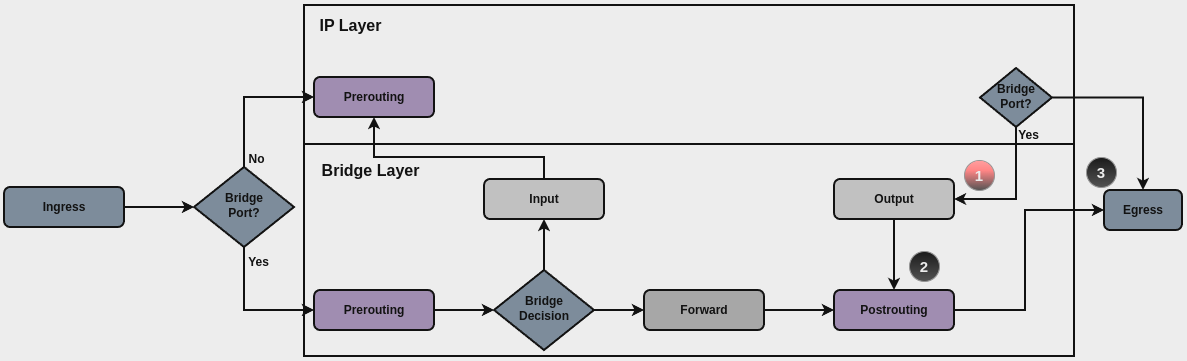 IP Layer
Prerouting
Bridge
Port?
Yes
No
Bridge Layer
1
3
Ingress
Bridge
Port?
Input
Output
Egress
Yes
2
Prerouting
Bridge
Decision
Forward
Postrouting